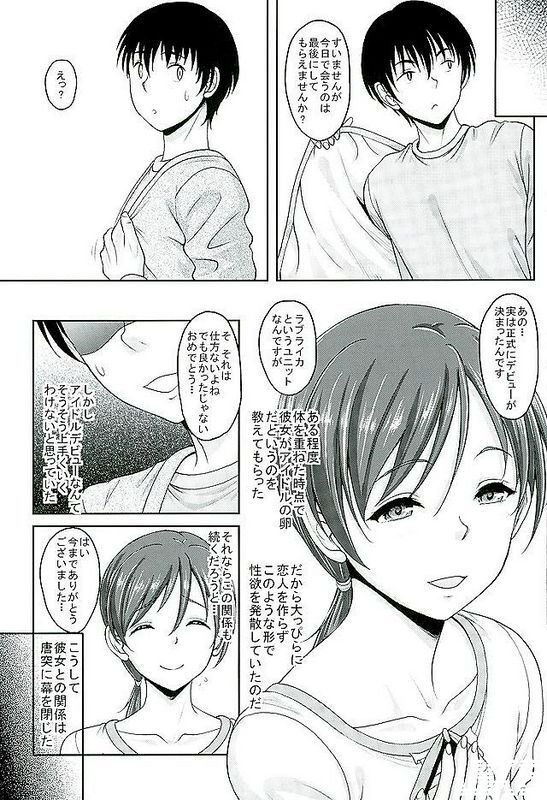 すいませんが
今日で会うのは
最後にして
もらえませんか？
えっ？
あの…
実は正式にデビューが
決まったんです
ラブライカ
というユニット
なんですが
ある程度
体を重ねた時点で
彼女がアイドルの卵
だというのを
教えてもらった
だから大っぴらに
恋人を作らず
このような形で
性欲を発散していたのだ
そ それは
仕方ないよね
でも良かったじゃない
おめでとう…
しかし
アイドルデビューなんて
そうそう上手くいく
わけないと思っていた
それなら
この関係も
続くだろうと…
はい
今までありがとう
ございました…
こうして
彼女との関係は
唐突に幕を閉じた